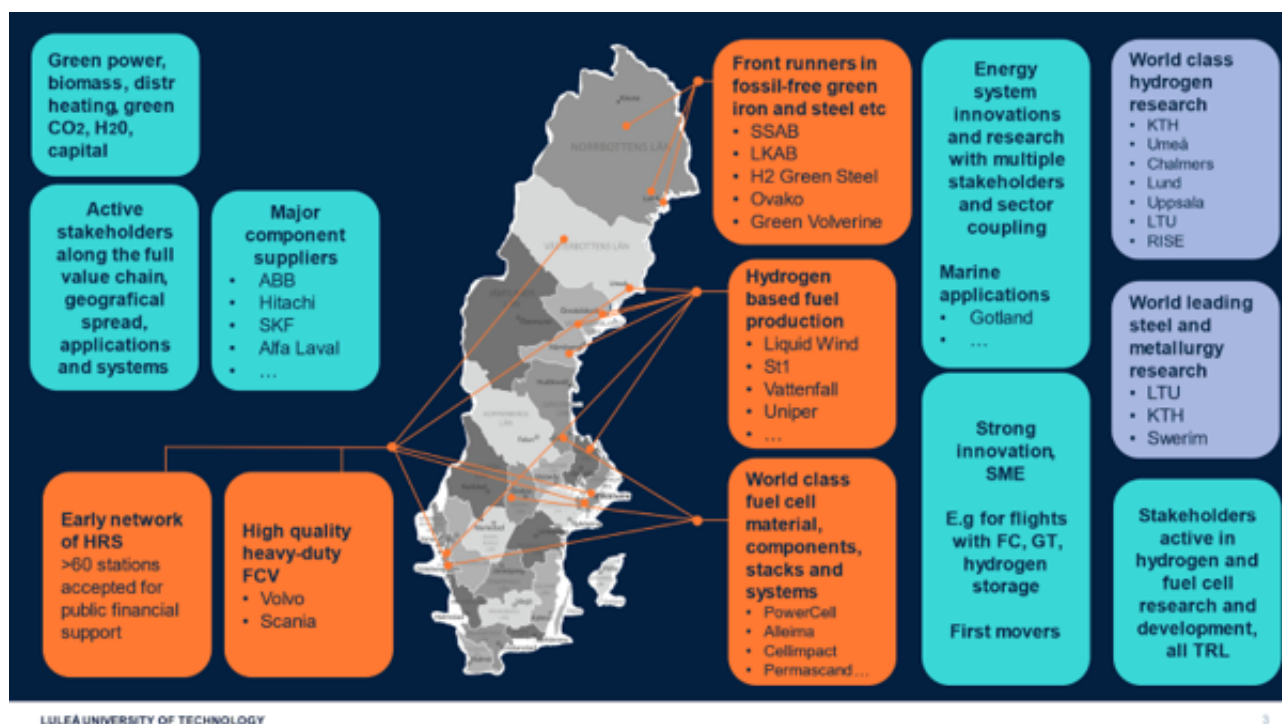 Green power,
biomass, distr
heating, green
CO2, H20,
capital
Active
stakeholders
along the full
value chain,
geografical
spread,
applications
and systems
Major
component
suppliers
• ABB
• Hitachi
• SKF
• Alfa Laval
• …
Early network
of HRS
>60 stations
accepted for
public financial
support
High quality
heavy-duty
FCV
• Volvo
• Scania
NORRBOTTENS LÄN
VÄSTERBOTTENS LÄN
Front runners in
fossil-free green
iron and steel etc
• SSAB
• LKAB
• H2 Green Steel
• Ovako
• Green Volverine
Hydrogen
based fuel
production
• Liquid Wind
• St1
• Vattenfall
• Uniper
• …
World class
fuel cell
material,
components,
stacks and
systems
• PowerCell
• Alleima
• Cellimpact
• Permascand…
Energy
system
innovations
and research
with multiple
stakeholders
and sector
coupling
Marine
applications
• Gotland
• …
Strong
innovation,
SME
E.g for flights
with FC, GT,
hydrogen
storage
First movers
World class
hydrogen
research
• KTH
• Umeå
• Chalmers
• Lund
• Uppsala
• LTU
• RISE
World leading
steel and
metallurgy
research
• LTU
• KTH
• Swerim
Stakeholders
active in
hydrogen and
fuel cell
research and
development,
all TRL
LULEÅ UNIVERSITY OF TECHNOLOGY
3